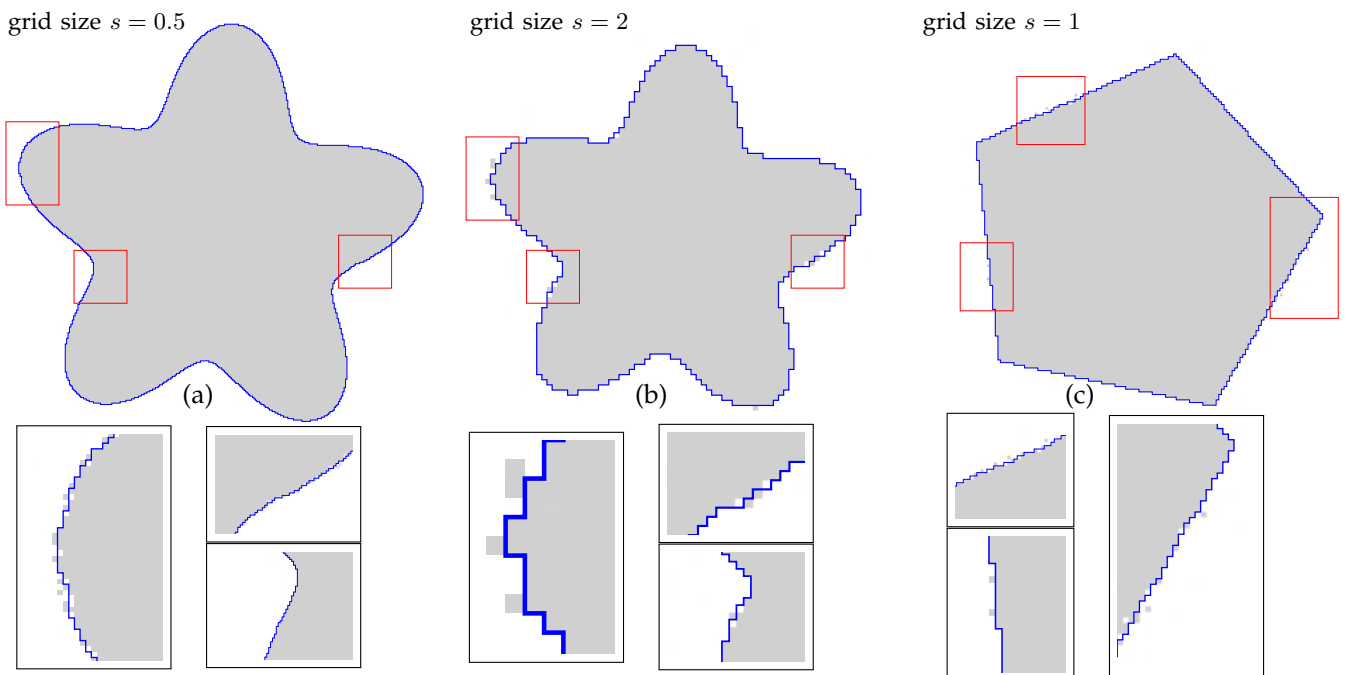 grid size s = 0.5
grid size s = 2
grid size s = 1
(a)
(b)
(c)